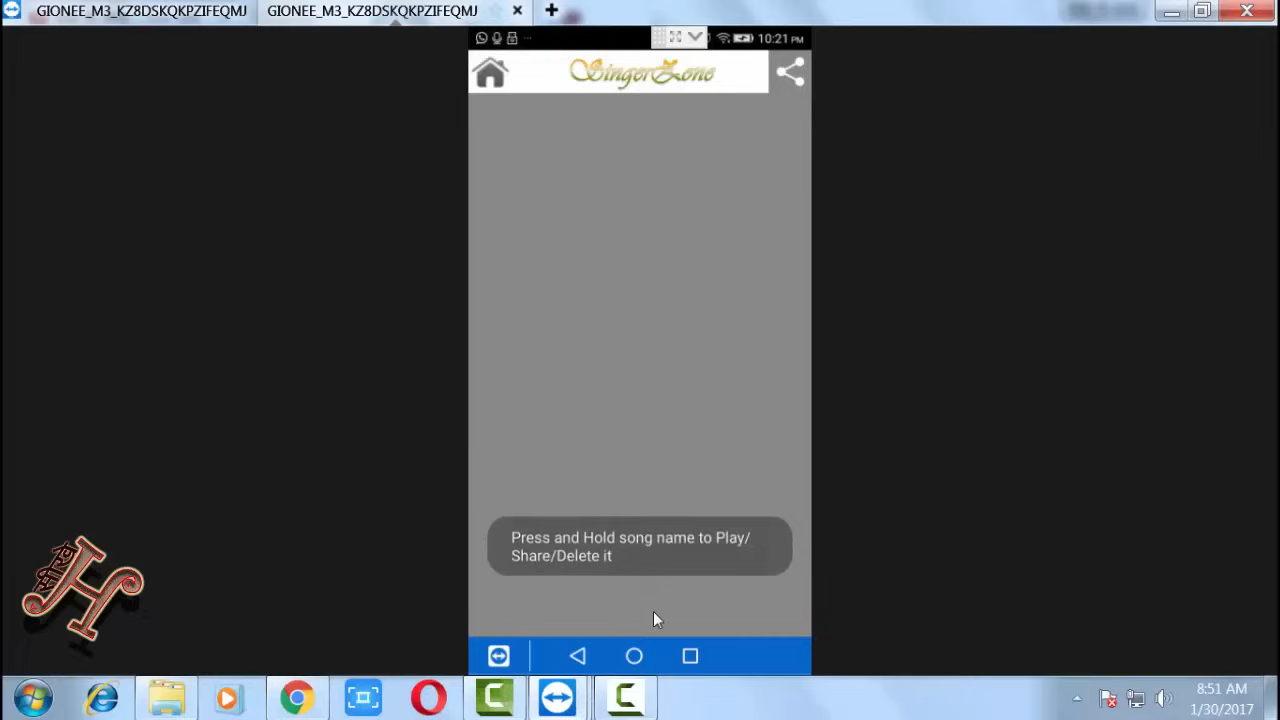 GIONEE_M3_KZ8DSKQKPZIFEQMJ
GIONEE_M3_KZ8DSKQKPZIFEQMJ
10:21 PM
SingerZone
Press and Hold song name to Play/
Share/Delete it
8:51 AM
1/30/2017